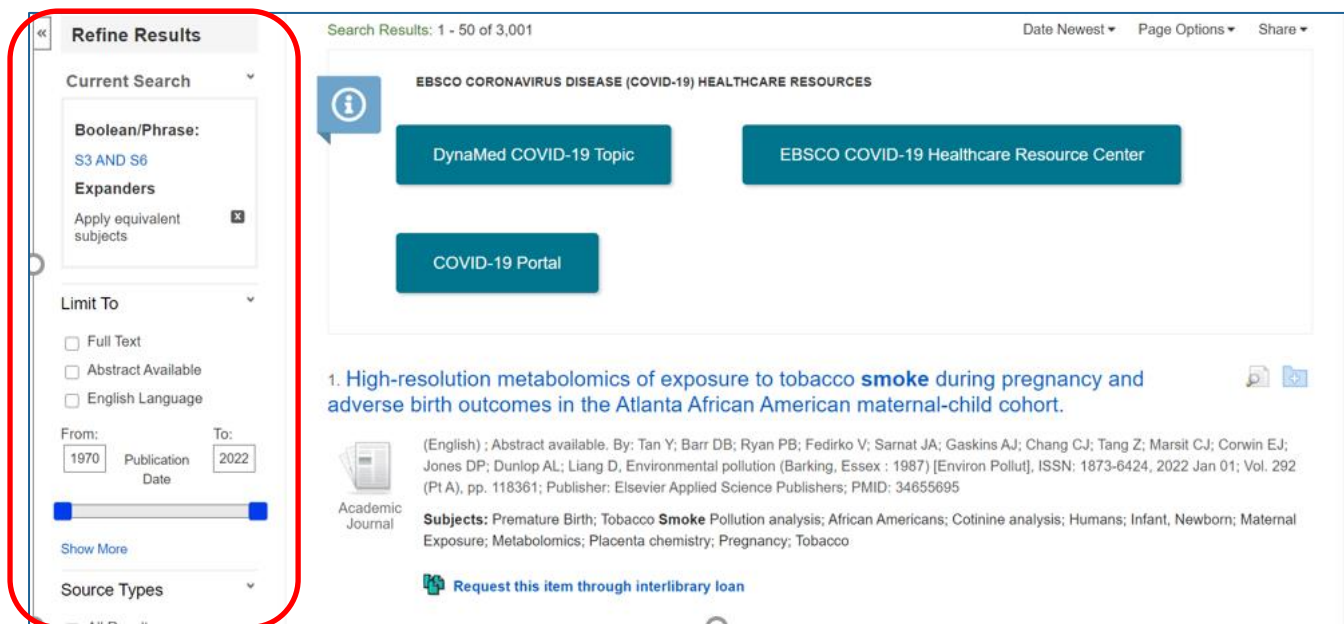 «
Refine Results
Current Search
Boolean/Phrase:
S3 AND S6
Expanders
Apply equivalent
subjects
x
Limit To
Full Text
Abstract Available
English Language
From:
To:
1970
Publication
Date
2022
Show More
Source Types
Search Results: 1 - 50 of 3,001
Date Newest
Page Options
Share
EBSCO CORONAVIRUS DISEASE (COVID-19) HEALTHCARE RESOURCES
DynaMed COVID-19 Topic
EBSCO COVID-19 Healthcare Resource Center
COVID-19 Portal
1. High-resolution metabolomics of exposure to tobacco smoke during pregnancy and
adverse birth outcomes in the Atlanta African American maternal-child cohort.
Academic
Journal
(English) ; Abstract available. By: Tan Y; Barr DB; Ryan PB; Fedirko V; Sarnat JA; Gaskins AJ; Chang CJ; Tang Z; Marsit CJ; Corwin EJ;
Jones DP; Dunlop AL; Liang D, Environmental pollution (Barking, Essex : 1987) [Environ Pollut], ISSN: 1873-6424, 2022 Jan 01; Vol. 292
(Pt A), pp. 118361; Publisher: Elsevier Applied Science Publishers; PMID: 34655695
Subjects: Premature Birth; Tobacco Smoke Pollution analysis; African Americans; Cotinine analysis; Humans; Infant, Newborn; Maternal
Exposure; Metabolomics; Placenta chemistry; Pregnancy; Tobacco
Request this item through interlibrary loan